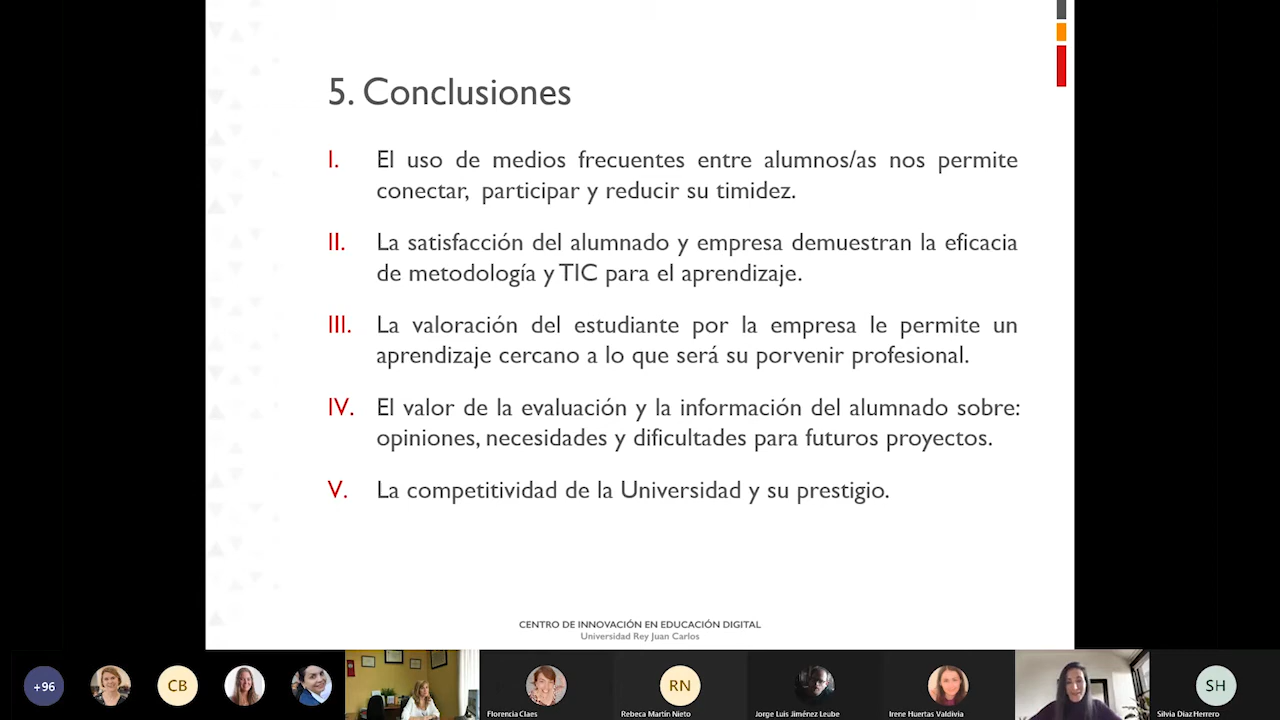 5. Conclusiones
I. El uso de medios frecuentes entre alumnos/as nos permite
conectar, participar y reducir su timidez.
II. La satisfacción del alumnado y empresa demuestran la eficacia
de metodología y TIC para el aprendizaje.
III. La valoración del estudiante por la empresa le permite un
aprendizaje cercano a lo que será su porvenir profesional.
IV. El valor de la evaluación y la información del alumnado sobre:
opiniones, necesidades y dificultades para futuros proyectos.
V. La competitividad de la Universidad y su prestigio.
CENTRO DE INNOVACIÓN EN EDUCACIÓN DIGITAL
Universidad Rey Juan Carlos
+96 CB RN SH
Florencia Claes Rebeca Martín Nieto Jorge Luis Jiménez Leube Irene Huertas Valdivia Silvia Díaz Herrero